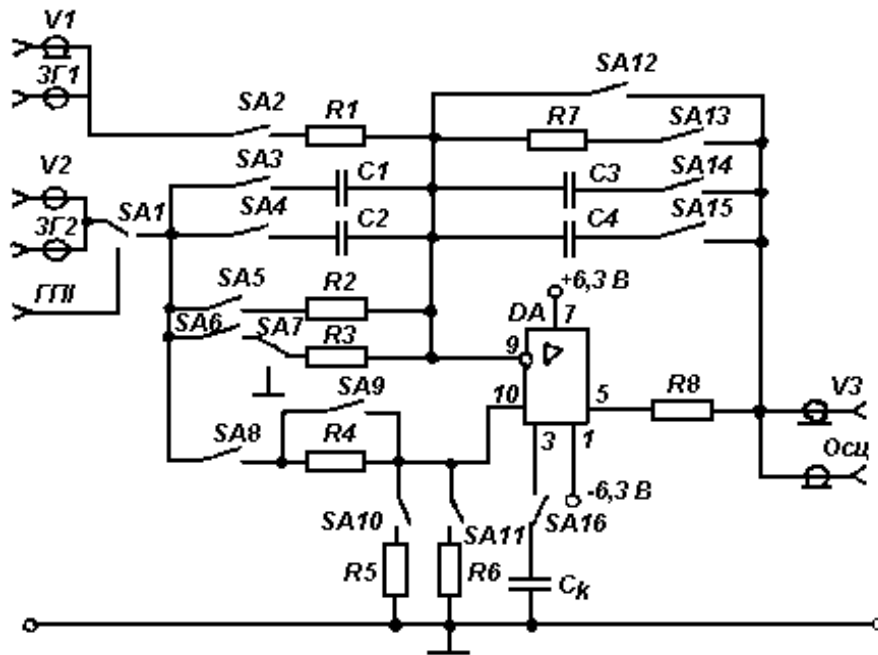 V1
ЗГ1
SA12
SA2
R1
R7
SA13
SA3
C1
C3
SA14
V2
SA1
SA4
C2
C4
SA15
ЗГ2
ГПI
SA5
R2
+6,3 В
SA6
SA7
R3
DA
7
9
SA9
10
5
R8
V3
SA8
R4
3
1
Осц
-6,3 В
SA10
SA11
SA16
R5
R6
Ck